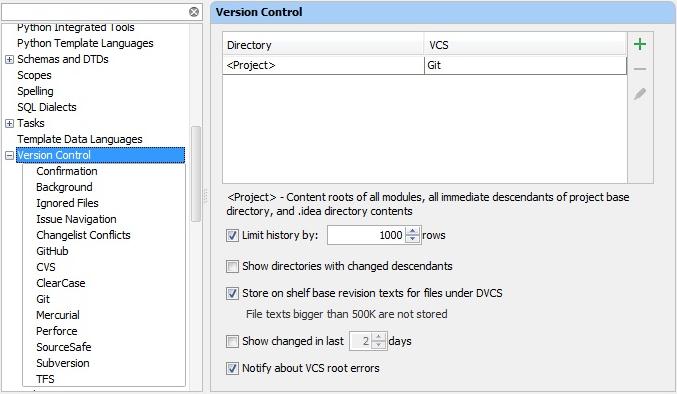 Python Integrated Tools
Python Template Languages
Schemas and DTDs
Scopes
Spelling
SQL Dialects
Tasks
Template Data Languages
Version Control
Confirmation
Background
Ignored Files
Issue Navigation
Changelist Conflicts
GitHub
CVS
ClearCase
Git
Mercurial
Perforce
SourceSafe
Subversion
TFS
Version Control
Directory VCS
<Project> Git
<Project> - Content roots of all modules, all immediate descendants of project base
directory, and .idea directory contents
Limit history by: 1000 rows
Show directories with changed descendants
Store on shelf base revision texts for files under DVCS
File texts bigger than 500K are not stored
Show changed in last 2 days
Notify about VCS root errors